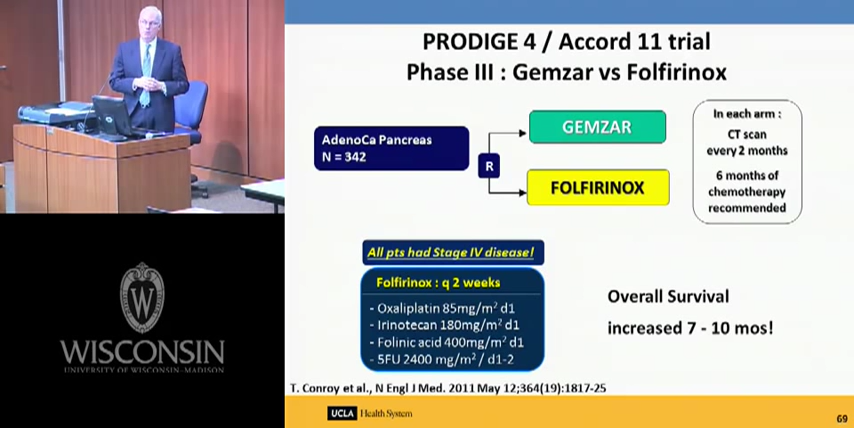 PRODIGE 4 / Accord 11 trial
Phase III : Gemzar vs Folfirinox
AdenoCa Pancreas
N = 342
R
GEMZAR
FOLFIRINOX
In each arm :
CT scan
every 2 months
6 months of
chemotherapy
recommended
All pts had Stage IV disease!
Folfirinox : q 2 weeks
- Oxaliplatin 85mg/m² d1
- Irinotecan 180mg/m² d1
- Folinic acid 400mg/m² d1
- 5FU 2400 mg/m² / d1-2
Overall Survival
increased 7 - 10 mos!
T. Conroy et al., N Engl J Med. 2011 May 12;364(19):1817-25
UCLA Health System
69
W
WISCONSIN
UNIVERSITY OF WISCONSIN–MADISON